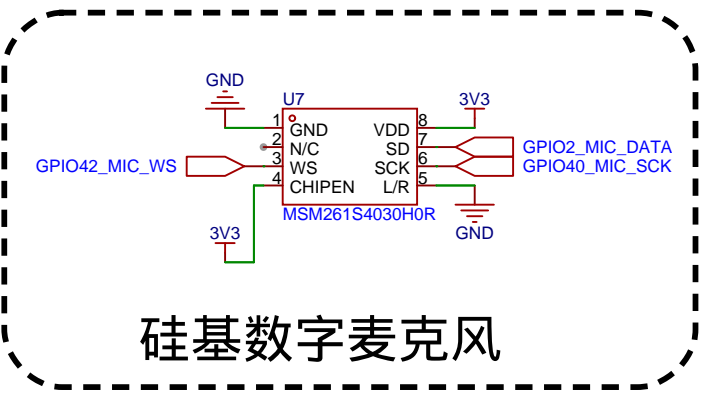 GND
U7
3V3
1 GND
VDD 8
2 N/C
SD 7
GPIO2_MIC_DATA
GPIO42_MIC_WS
3 WS
SCK 6
GPIO40_MIC_SCK
4 CHIPEN
L/R 5
MSM261S4030H0R
3V3
GND
硅基数字麦克风